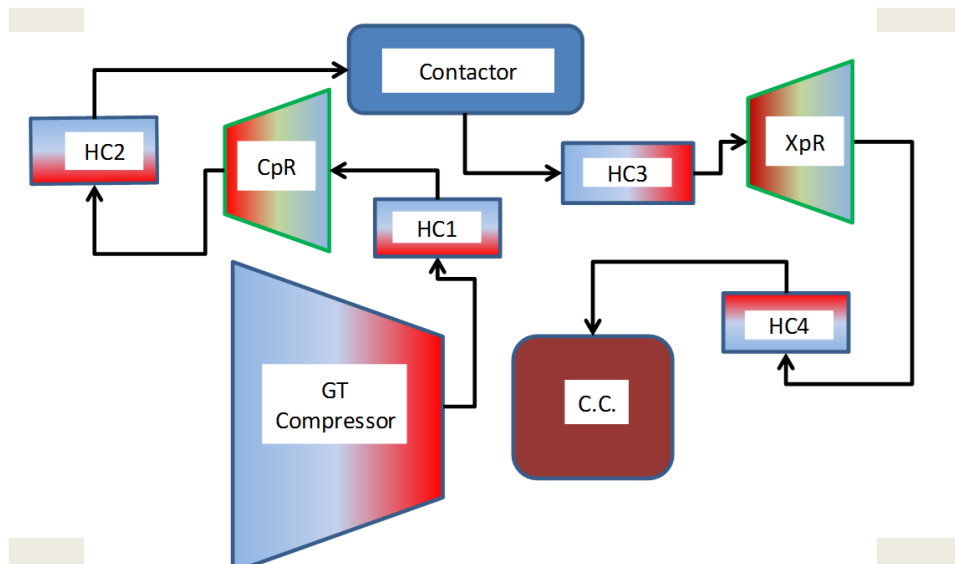 Contactor
HC2
CpR
HC3
XpR
HC1
HC4
GT
Compressor
C.C.